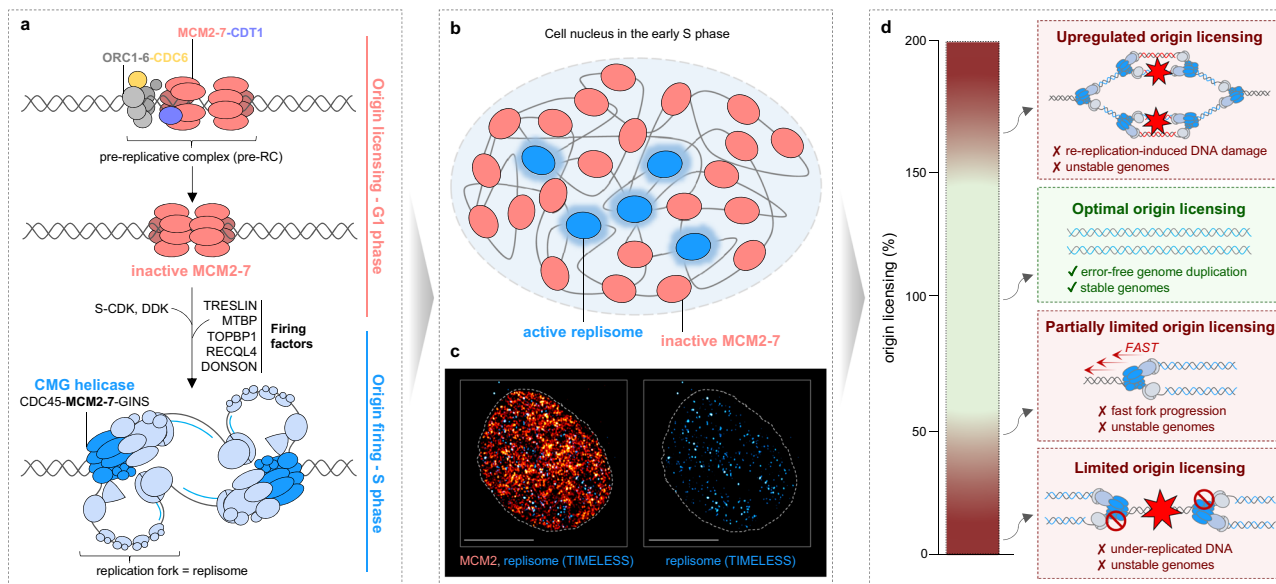 a
MCM2-7-CDT1
ORC1-6-CDC6
pre-replicative complex (pre-RC)
inactive MCM2-7
Origin licensing - G1 phase
S-CDK, DDK
TRESLIN
MTBP
TOPBP1
RECQL4
DONSON
Firing
factors
CMG helicase
CDC45-MCM2-7-GINS
replication fork = replisome
Origin firing - S phase
b
Cell nucleus in the early S phase
active replisome
inactive MCM2-7
c
MCM2, replisome (TIMELESS)
replisome (TIMELESS)
d
origin licensing (%)
200
150
100
50
0
Upregulated origin licensing
✗ re-replication-induced DNA damage
✗ unstable genomes
Optimal origin licensing
✓ error-free genome duplication
✓ stable genomes
Partially limited origin licensing
FAST
✗ fast fork progression
✗ unstable genomes
Limited origin licensing
✗ under-replicated DNA
✗ unstable genomes